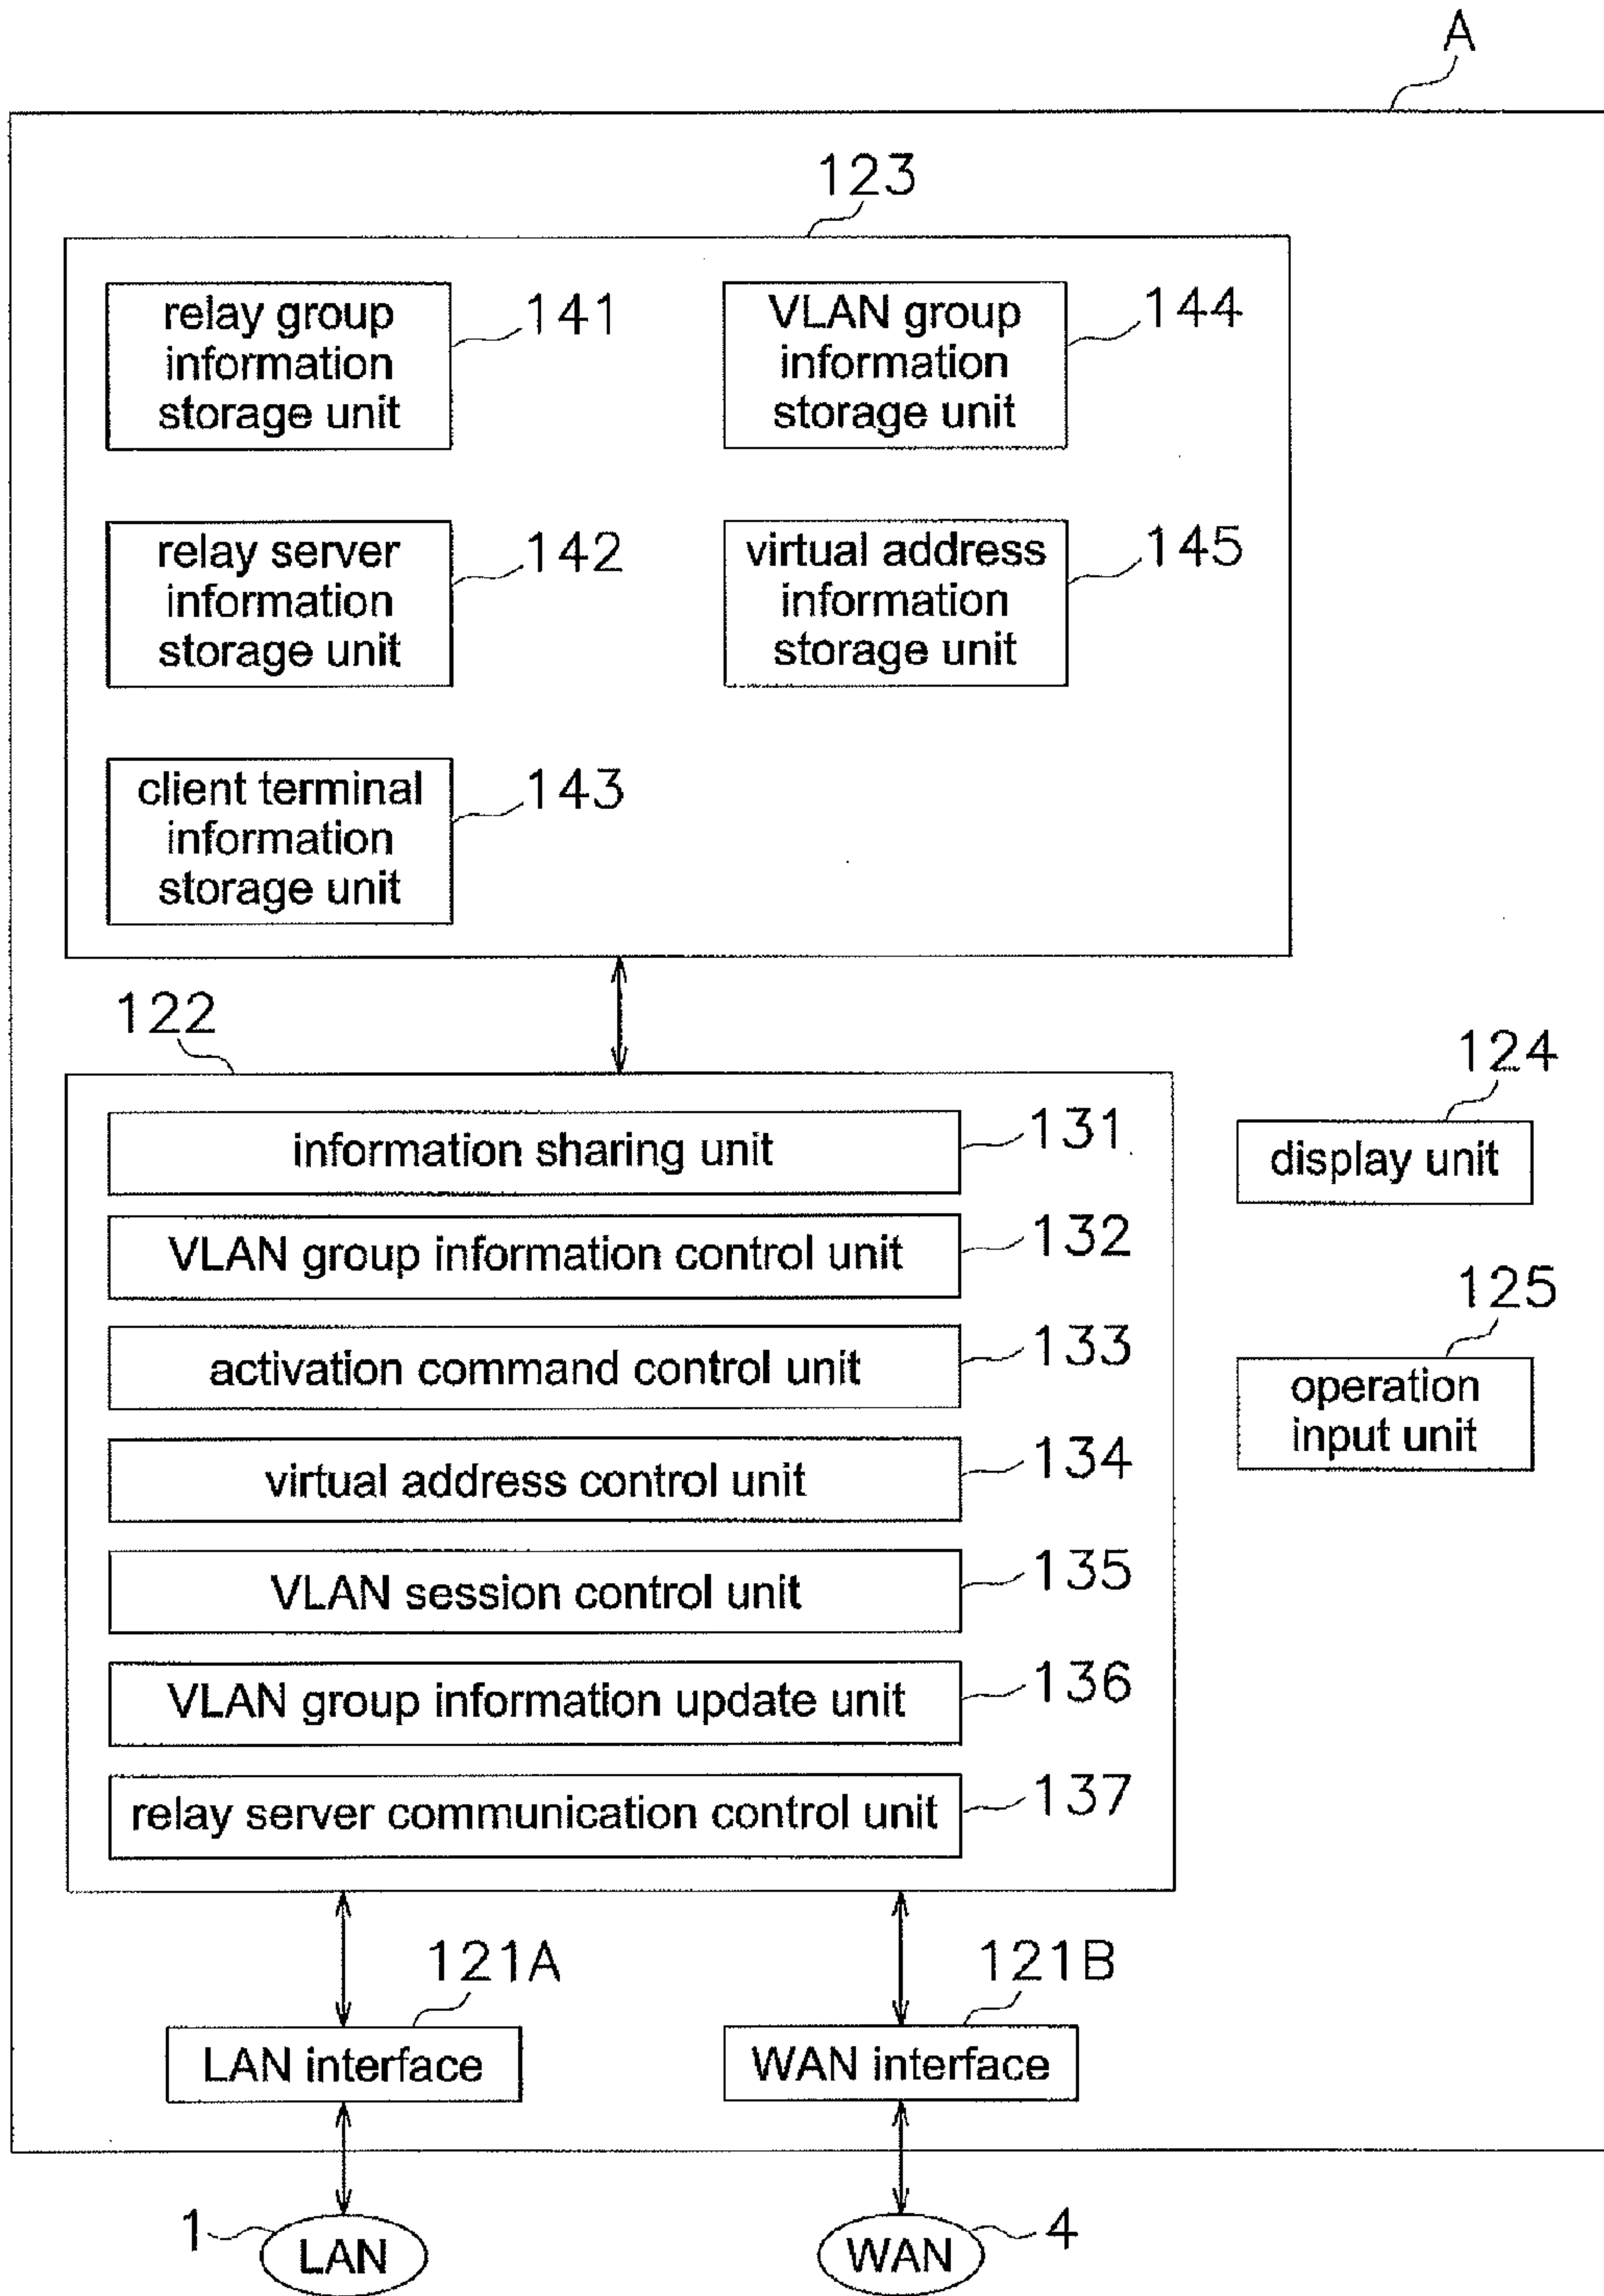 A
123
relay group
information
storage unit
141
VLAN group
information
storage unit
144
relay server
information
storage unit
142
virtual address
information
storage unit
145
client terminal
information
storage unit
143
122
information sharing unit
131
VLAN group information control unit
132
activation command control unit
133
virtual address control unit
134
VLAN session control unit
135
VLAN group information update unit
136
relay server communication control unit
137
124
display unit
125
operation
input unit
121A
LAN interface
121B
WAN interface
1
LAN
WAN
4